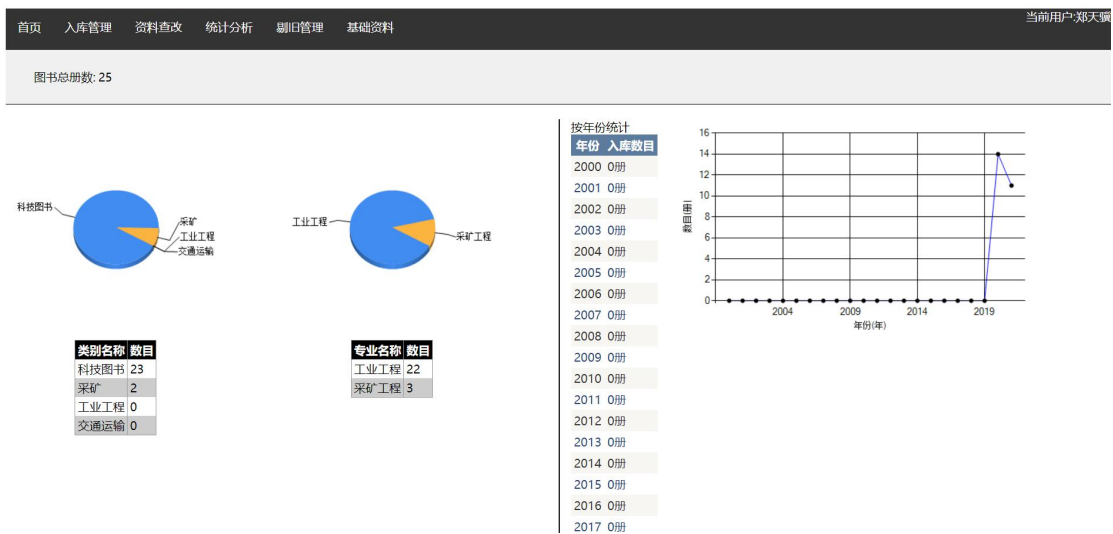 当前用户:郑天骥
首页 入库管理 资料查改 统计分析 剔旧管理 基础资料
图书总册数: 25
科技图书
采矿
工业工程
交通运输
类别名称 数目
科技图书 23
采矿 2
工业工程 0
交通运输 0
工业工程
采矿工程
专业名称 数目
工业工程 22
采矿工程 3
按年份统计
年份 入库数目
2000 0册
2001 0册
2002 0册
2003 0册
2004 0册
2005 0册
2006 0册
2007 0册
2008 0册
2009 0册
2010 0册
2011 0册
2012 0册
2013 0册
2014 0册
2015 0册
2016 0册
2017 0册
数目(册)
16
14
12
10
8
6
4
2
0
2004 2009 2014 2019
年份(年)